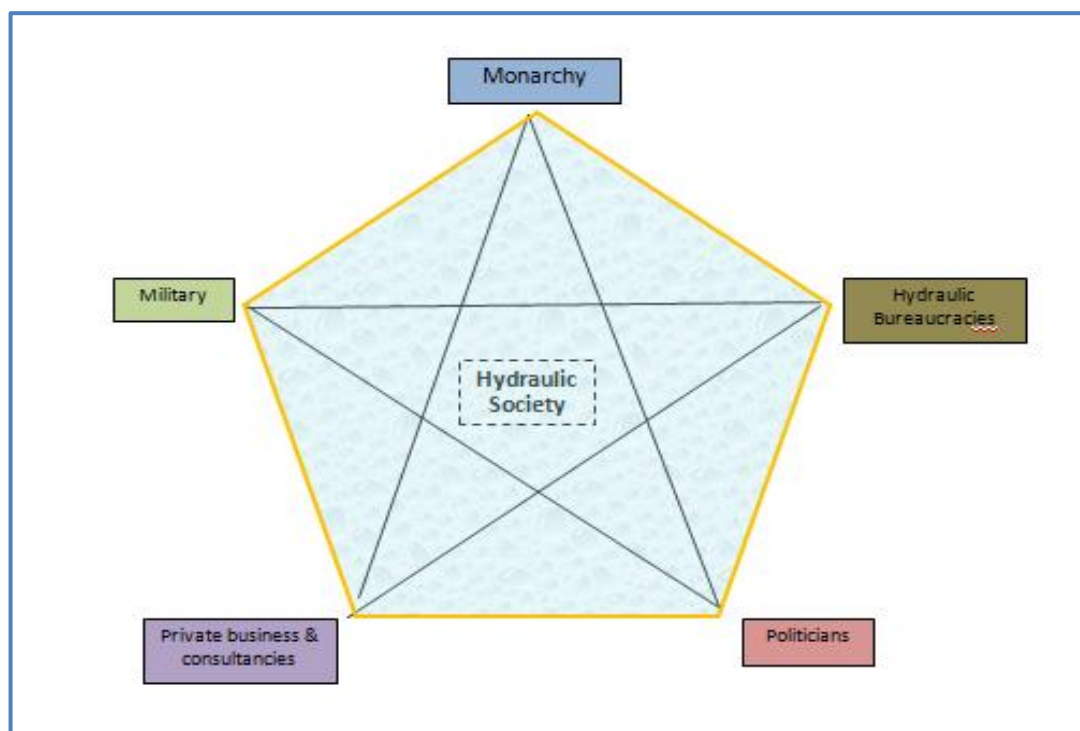 Monarchy
Military
Hydraulic
Bureaucracies
Hydraulic
Society
Private business &
consultancies
Politicians